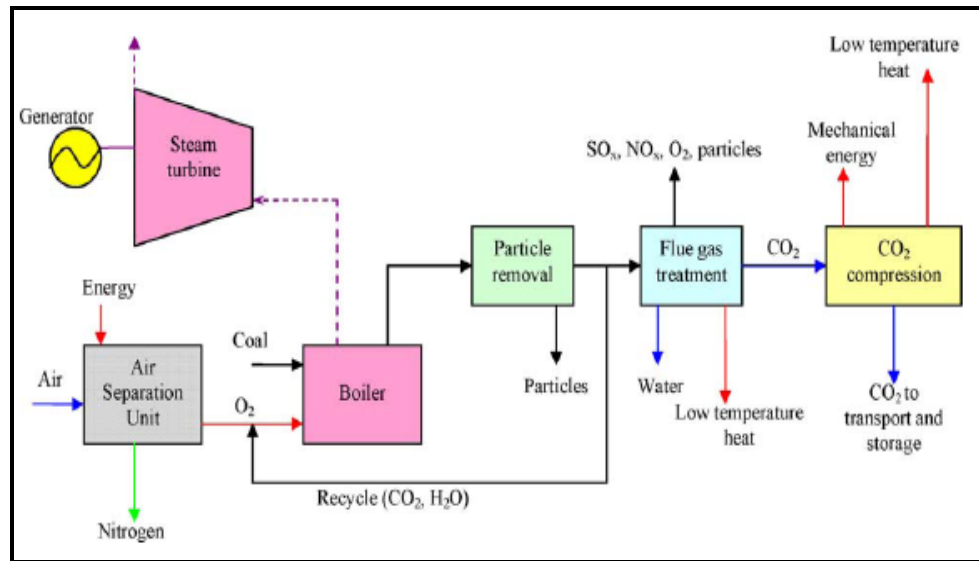 Low temperature
heat
Generator
Steam
turbine
Mechanical
energy
SOₓ, NOₓ, O₂, particles
Particle
removal
Flue gas
treatment
CO₂
CO₂
compression
Energy
Coal
Air
Air
Separation
Unit
O₂
Boiler
Particles
Water
Low temperature
heat
CO₂ to
transport and
storage
Recycle (CO₂, H₂O)
Nitrogen